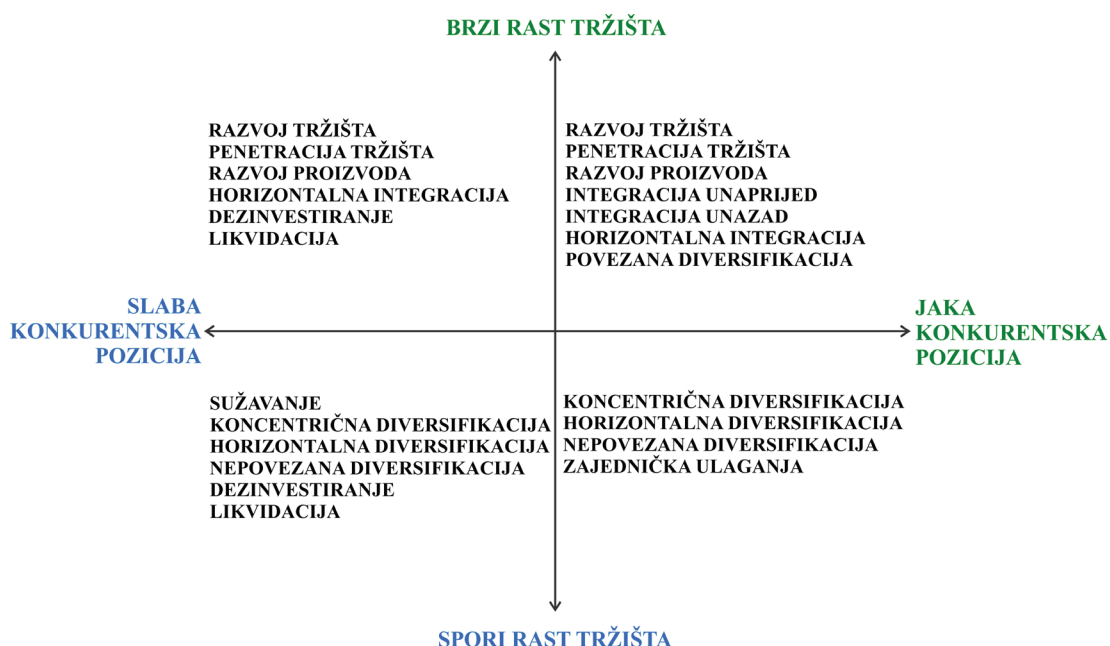 BRZI RAST TRŽIŠTA
RAZVOJ TRŽIŠTA
PENETRACIJA TRŽIŠTA
RAZVOJ PROIZVODA
HORIZONTALNA INTEGRACIJA
DEZINVESTIRANJE
LIKVIDACIJA
RAZVOJ TRŽIŠTA
PENETRACIJA TRŽIŠTA
RAZVOJ PROIZVODA
INTEGRACIJA UNAPRIJED
INTEGRACIJA UNAZAD
HORIZONTALNA INTEGRACIJA
POVEZANA DIVERSIFIKACIJA
SLABA
KONKURENTSKA
POZICIJA
JAKA
KONKURENTSKA
POZICIJA
SUŽAVANJE
KONCENTRIČNA DIVERSIFIKACIJA
HORIZONTALNA DIVERSIFIKACIJA
NEPOVEZANA DIVERSIFIKACIJA
DEZINVESTIRANJE
LIKVIDACIJA
KONCENTRIČNA DIVERSIFIKACIJA
HORIZONTALNA DIVERSIFIKACIJA
NEPOVEZANA DIVERSIFIKACIJA
ZAJEDNIČKA ULAGANJA
SPORI RAST TRŽIŠTA